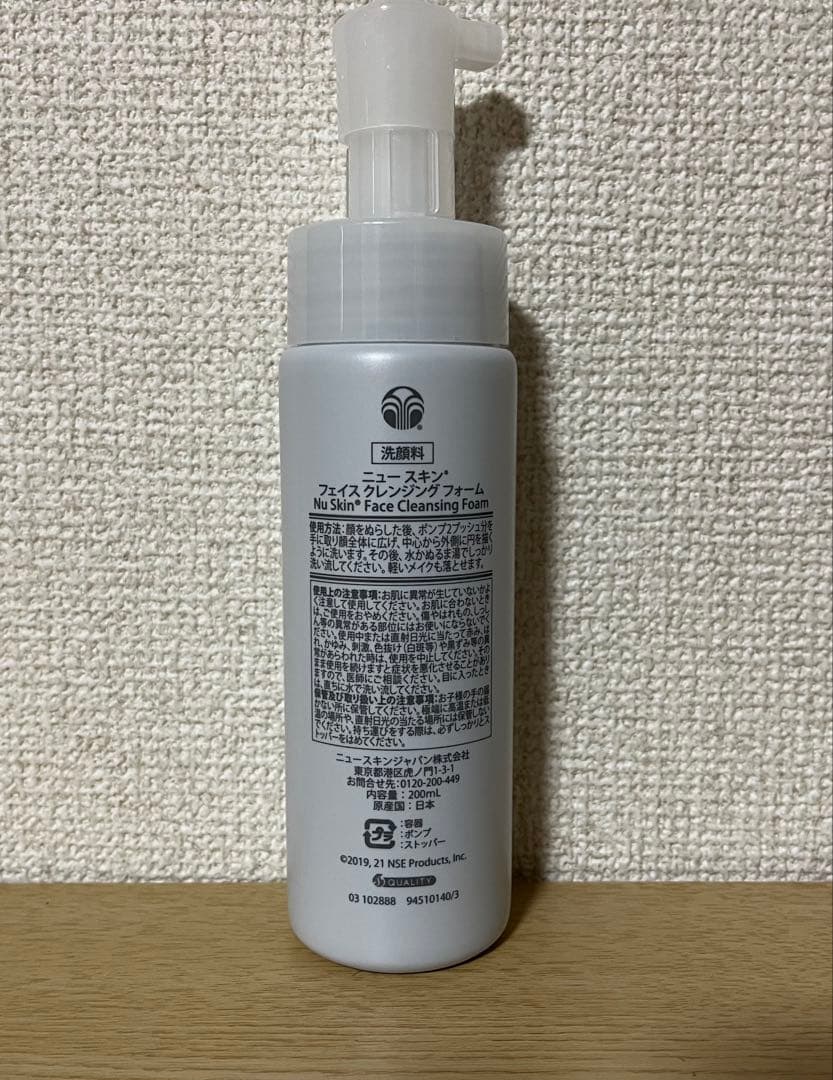 洗顔料
ニュー スキン®
フェイス クレンジング フォーム
Nu Skin® Face Cleansing Foam
使用方法：顔をぬらした後、ポンプ2プッシュ分を
手に取り顔全体に広げ、中心から外側に円を描く
ように洗います。その後、水かぬるま湯でしっかり
洗い流してください。軽いメイクも落とせます。
使用上の注意事項：お肌に異常が生じていないかよ
く注意して使用してください。お肌に合わないとき
は、ご使用をおやめください。傷やはれもの、しっし
ん等の異常がある部位にはお使いにならないでく
ださい。使用中または直射日光に当たって赤み、は
れ、かゆみ、刺激、色抜け(白斑等)や黒ずみ等の異
常があらわれた時は、使用を中止してください。その
まま使用を続けますと症状を悪化させることがあり
ますので、医師にご相談ください。目に入ったとき
は、直ちに水で洗い流してください。
保管及び取り扱い上の注意事項：お子様の手の届
かない所に保管してください。極端に高温または低
温の場所や、直射日光の当たる場所には保管しない
でください。持ち運びをする際は、必ずしっかりとス
トッパーをはめてください。
ニュースキンジャパン株式会社
東京都港区虎ノ門1-3-1
お問合せ先：0120-200-449
内容量：200mL
原産国：日本
プラ
：容器
：ポンプ
：ストッパー
©2019, 21 NSE Products, Inc.
6S QUALITY
03 102888 94510140/3
®